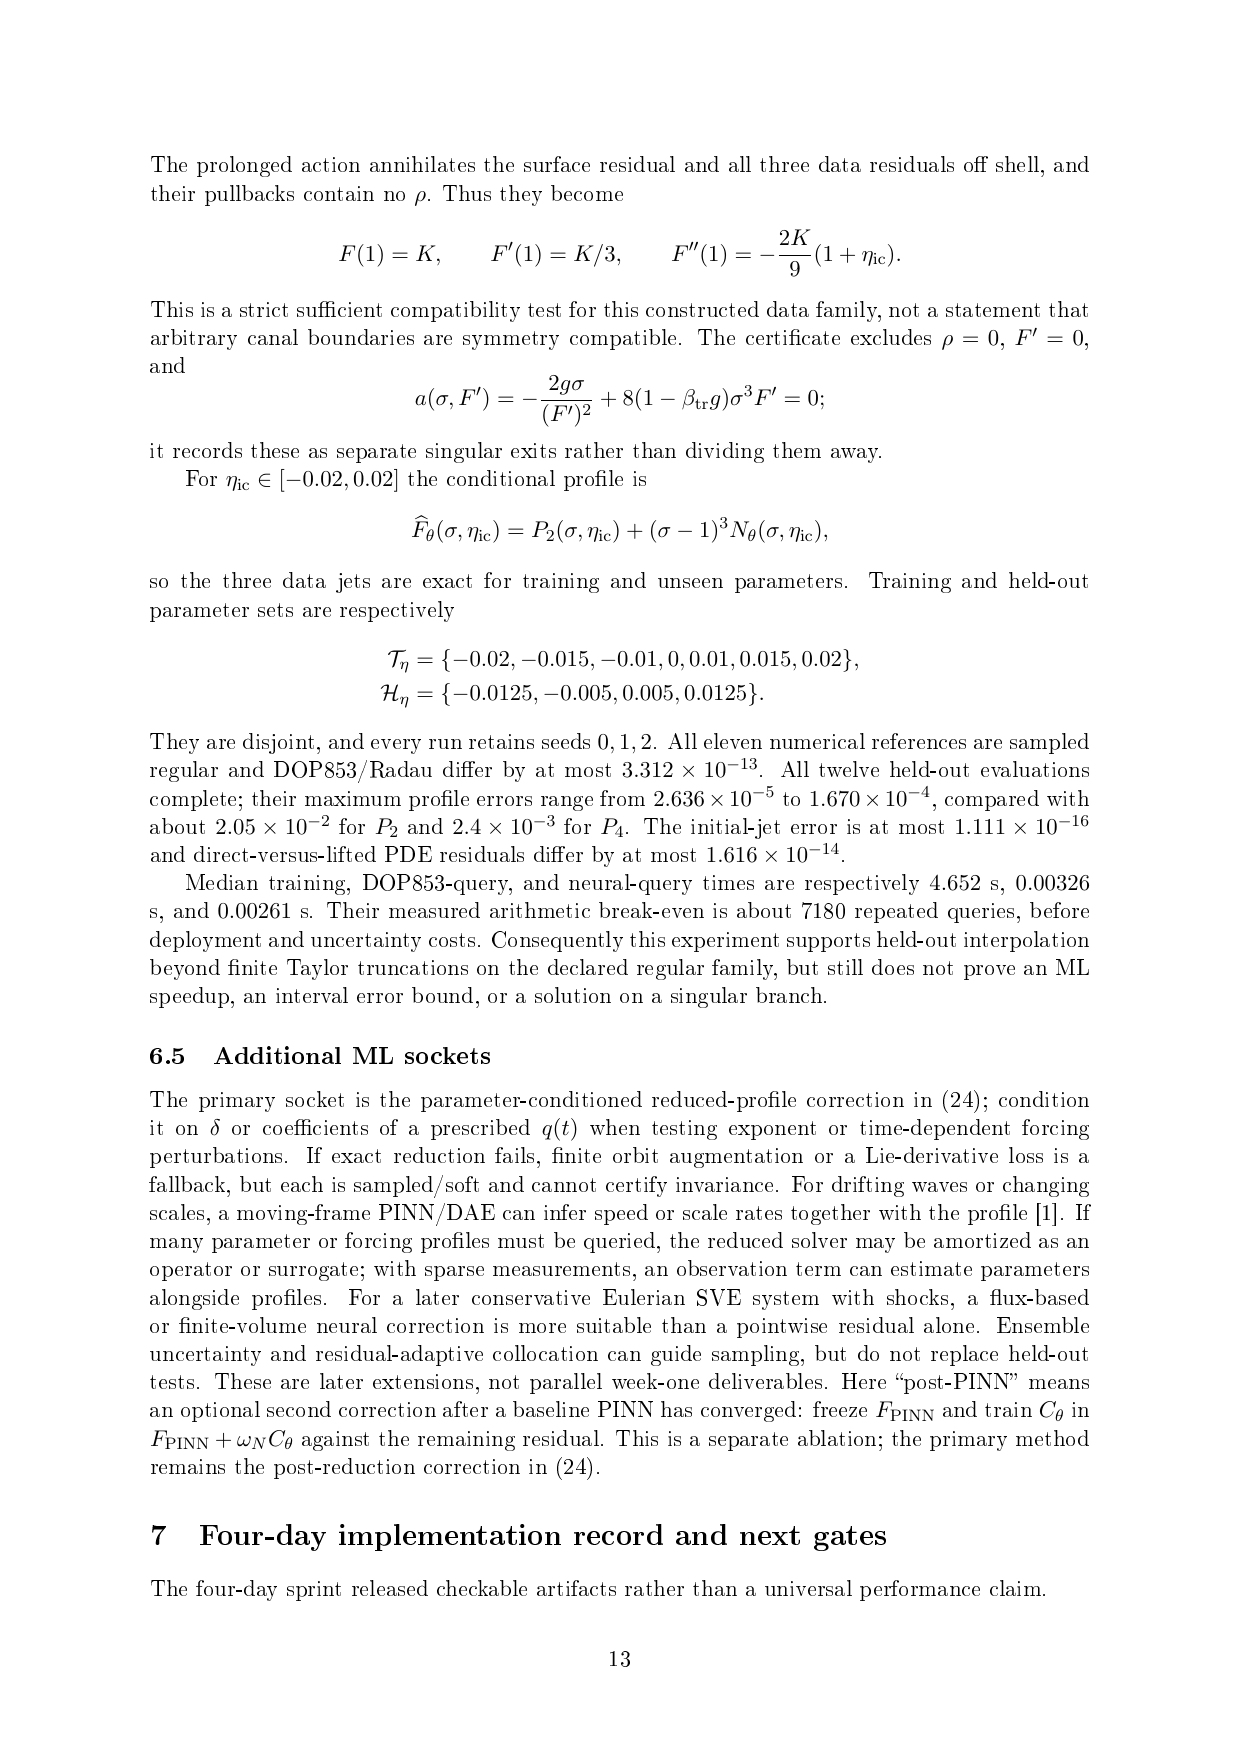 The prolonged action annihilates the surface residual and all three data residuals off shell, and
their pullbacks contain no ρ. Thus they become
F(1) = K, F′(1) = K/3, F′′(1) = −2K/9 (1 + η_ic).
This is a strict sufficient compatibility test for this constructed data family, not a statement that
arbitrary canal boundaries are symmetry compatible. The certificate excludes ρ = 0, F′ = 0,
and
a(σ, F′) = −2gσ/(F′)² + 8(1 − β_tr g)σ³F′ = 0;
it records these as separate singular exits rather than dividing them away.
For η_ic ∈ [−0.02, 0.02] the conditional profile is
F̂_θ(σ, η_ic) = P₂(σ, η_ic) + (σ − 1)³N_θ(σ, η_ic),
so the three data jets are exact for training and unseen parameters. Training and held-out
parameter sets are respectively
𝒯_η = {−0.02, −0.015, −0.01, 0, 0.01, 0.015, 0.02},
ℋ_η = {−0.0125, −0.005, 0.005, 0.0125}.
They are disjoint, and every run retains seeds 0, 1, 2. All eleven numerical references are sampled
regular and DOP853/Radau differ by at most 3.312 × 10⁻¹³. All twelve held-out evaluations
complete; their maximum profile errors range from 2.636 × 10⁻⁵ to 1.670 × 10⁻⁴, compared with
about 2.05 × 10⁻² for P₂ and 2.4 × 10⁻³ for P₄. The initial-jet error is at most 1.111 × 10⁻¹⁶
and direct-versus-lifted PDE residuals differ by at most 1.616 × 10⁻¹⁴.
Median training, DOP853-query, and neural-query times are respectively 4.652 s, 0.00326
s, and 0.00261 s. Their measured arithmetic break-even is about 7180 repeated queries, before
deployment and uncertainty costs. Consequently this experiment supports held-out interpolation
beyond finite Taylor truncations on the declared regular family, but still does not prove an ML
speedup, an interval error bound, or a solution on a singular branch.
6.5 Additional ML sockets
The primary socket is the parameter-conditioned reduced-profile correction in (24); condition
it on δ or coefficients of a prescribed q(t) when testing exponent or time-dependent forcing
perturbations. If exact reduction fails, finite orbit augmentation or a Lie-derivative loss is a
fallback, but each is sampled/soft and cannot certify invariance. For drifting waves or changing
scales, a moving-frame PINN/DAE can infer speed or scale rates together with the profile [1]. If
many parameter or forcing profiles must be queried, the reduced solver may be amortized as an
operator or surrogate; with sparse measurements, an observation term can estimate parameters
alongside profiles. For a later conservative Eulerian SVE system with shocks, a flux-based
or finite-volume neural correction is more suitable than a pointwise residual alone. Ensemble
uncertainty and residual-adaptive collocation can guide sampling, but do not replace held-out
tests. These are later extensions, not parallel week-one deliverables. Here “post-PINN” means
an optional second correction after a baseline PINN has converged: freeze F_PINN and train C_θ in
F_PINN + ω_N C_θ against the remaining residual. This is a separate ablation; the primary method
remains the post-reduction correction in (24).
7 Four-day implementation record and next gates
The four-day sprint released checkable artifacts rather than a universal performance claim.
13